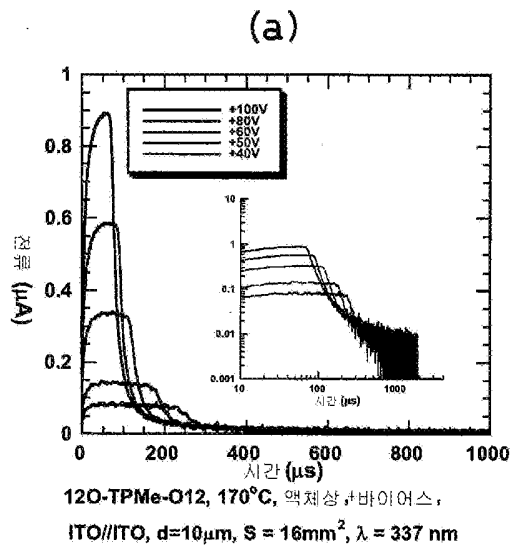 (a)
1
0.8
0.6
0.4
0.2
0
0 200 400 600 800 1000
전류 (μA)
시간 (μs)
+100V
+80V
+60V
+50V
+40V
10
1
0.1
0.01
0.001
10 100 1000
시간 (μs)
12O-TPMe-O12, 170°C, 액체상,+바이어스,
ITO//ITO, d=10μm, S = 16mm², λ = 337 nm